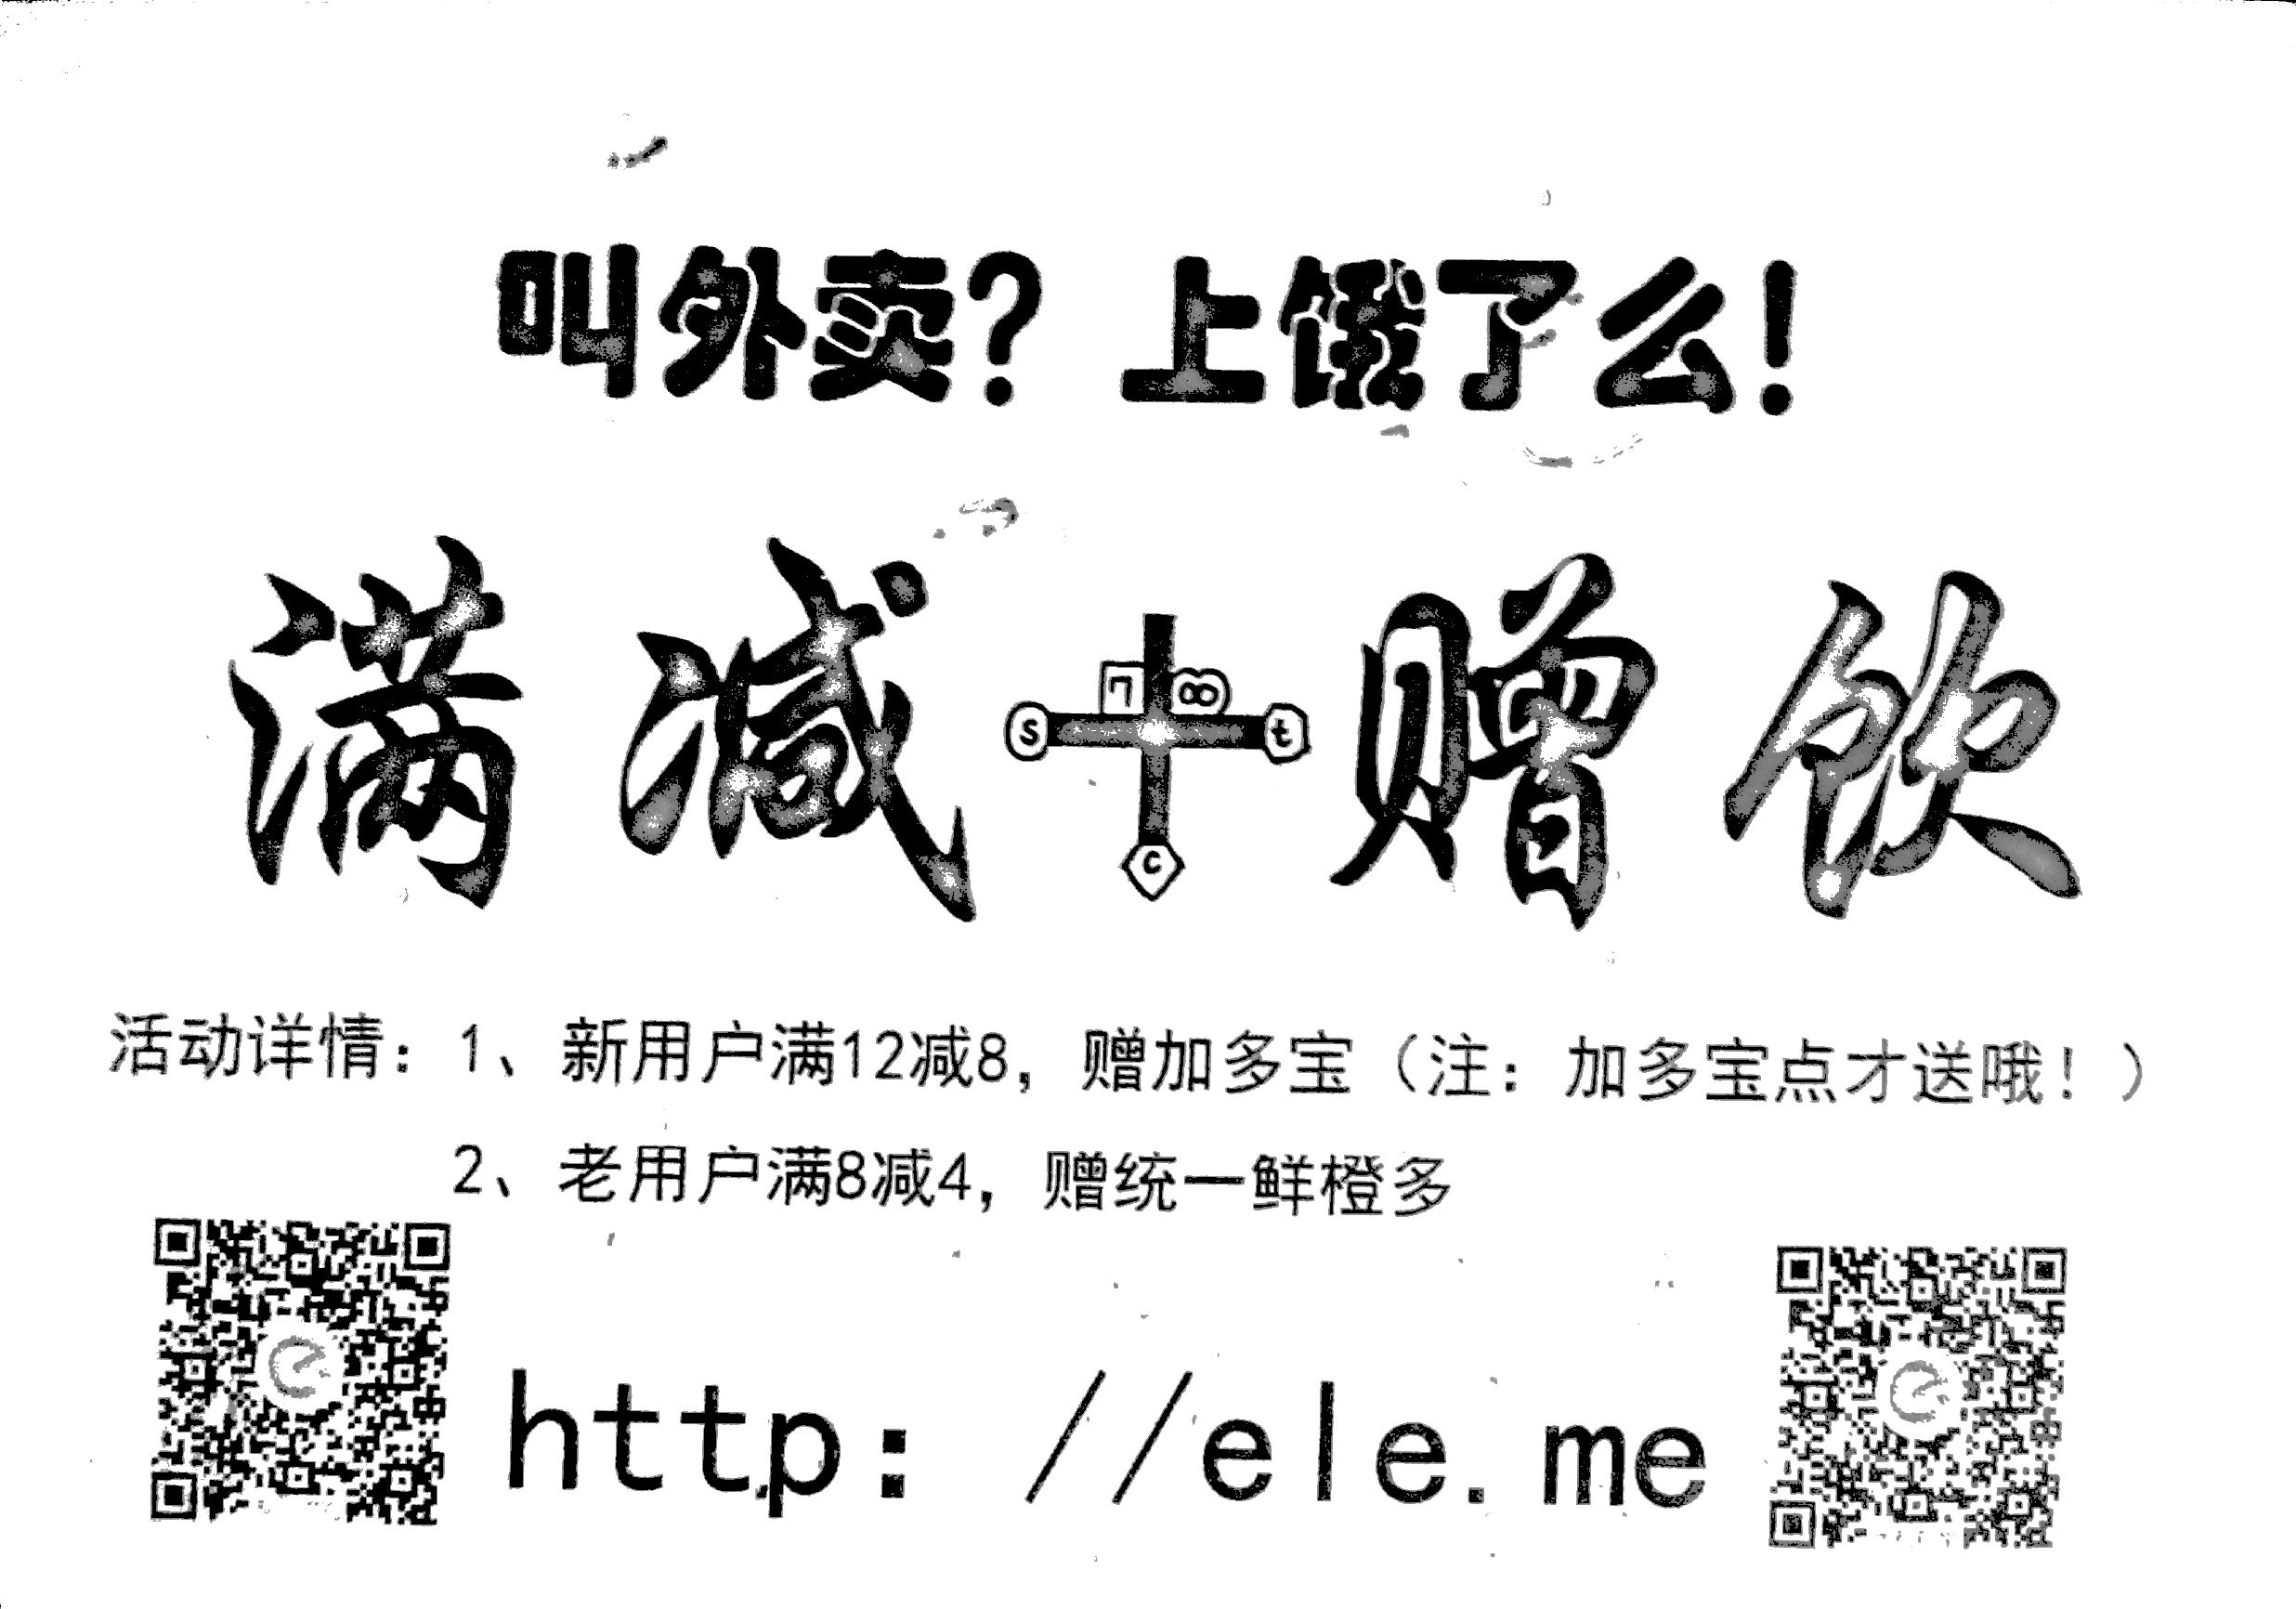 叫外卖？上饿了么！
满减+赠饮
7 8
s t
c
活动详情：1、新用户满12减8，赠加多宝（注：加多宝点才送哦！）
2、老用户满8减4，赠统一鲜橙多
http：//ele.me